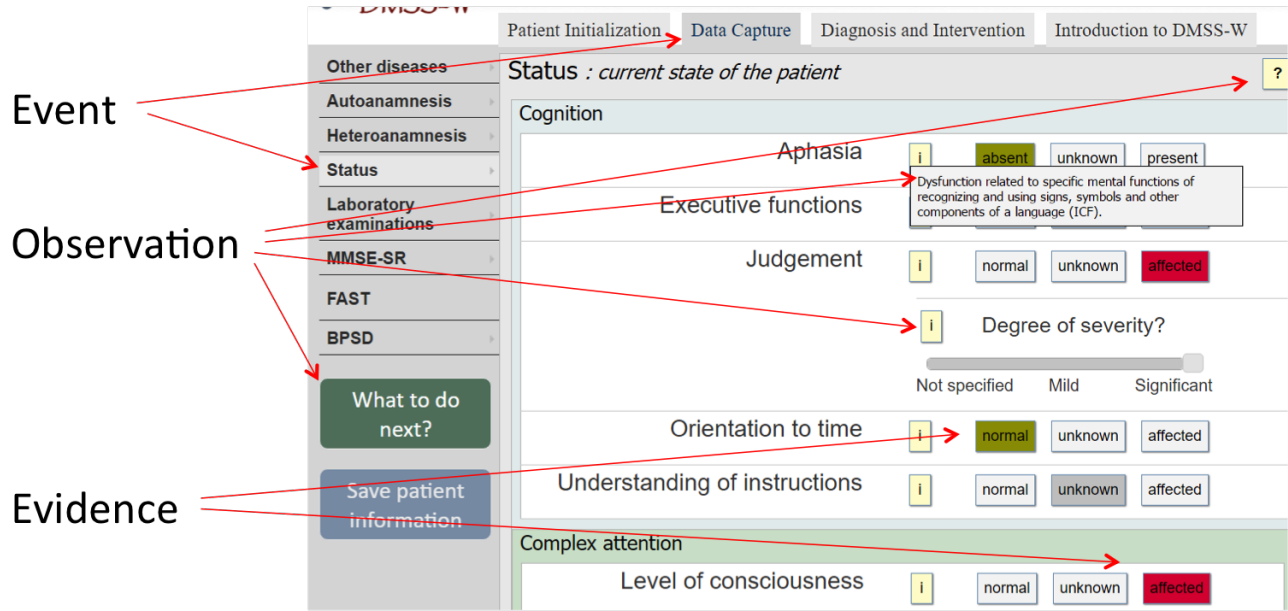 DMSS-W
Patient Initialization Data Capture Diagnosis and Intervention Introduction to DMSS-W
Other diseases
Autoanamnesis
Heteroanamnesis
Status
Laboratory
examinations
MMSE-SR
FAST
BPSD
What to do
next?
Save patient
information
Event
Observation
Evidence
Status : current state of the patient
?
Cognition
Aphasia i absent unknown present
Dysfunction related to specific mental functions of
recognizing and using signs, symbols and other
components of a language (ICF).
Executive functions
Judgement i normal unknown affected
i Degree of severity?
Not specified Mild Significant
Orientation to time i normal unknown affected
Understanding of instructions i normal unknown affected
Complex attention
Level of consciousness i normal unknown affected